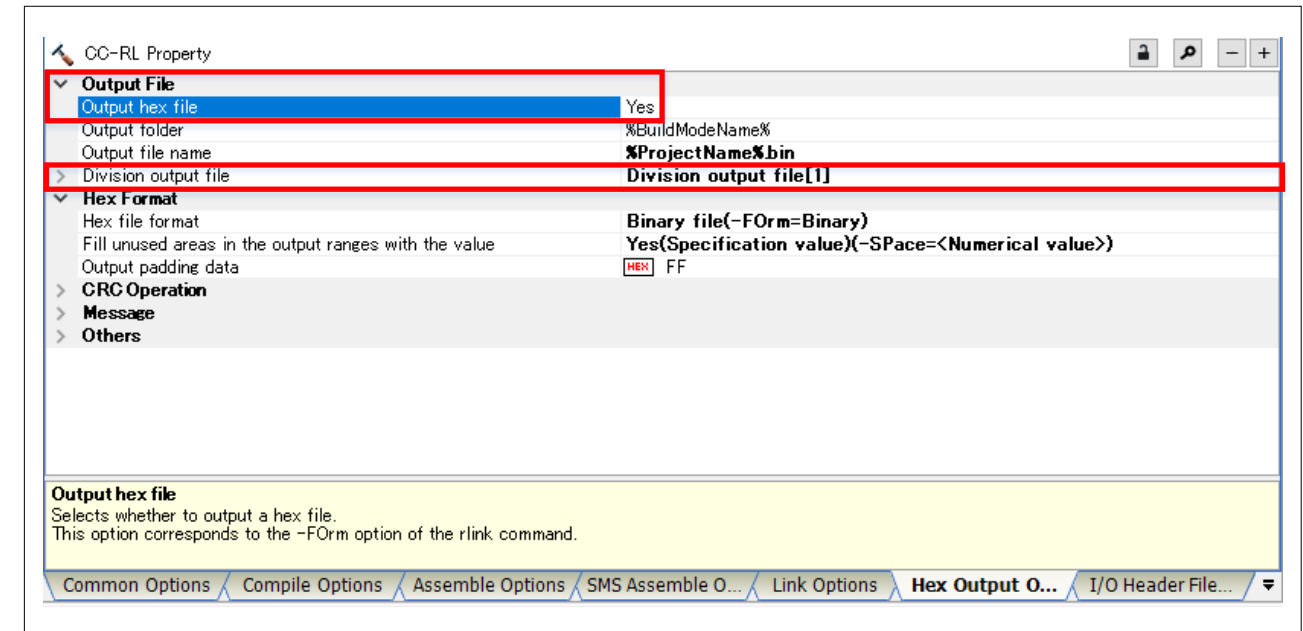 CC-RL Property
Output File
Output hex file Yes
Output folder %BuildModeName%
Output file name %ProjectName%.bin
Division output file Division output file[1]
Hex Format
Hex file format Binary file(-FOrm=Binary)
Fill unused areas in the output ranges with the value Yes(Specification value)(-SPace=<Numerical value>)
Output padding data HEX FF
CRC Operation
Message
Others
Output hex file
Selects whether to output a hex file.
This option corresponds to the -FOrm option of the rlink command.
Common Options Compile Options Assemble Options SMS Assemble O... Link Options Hex Output O... I/O Header File...